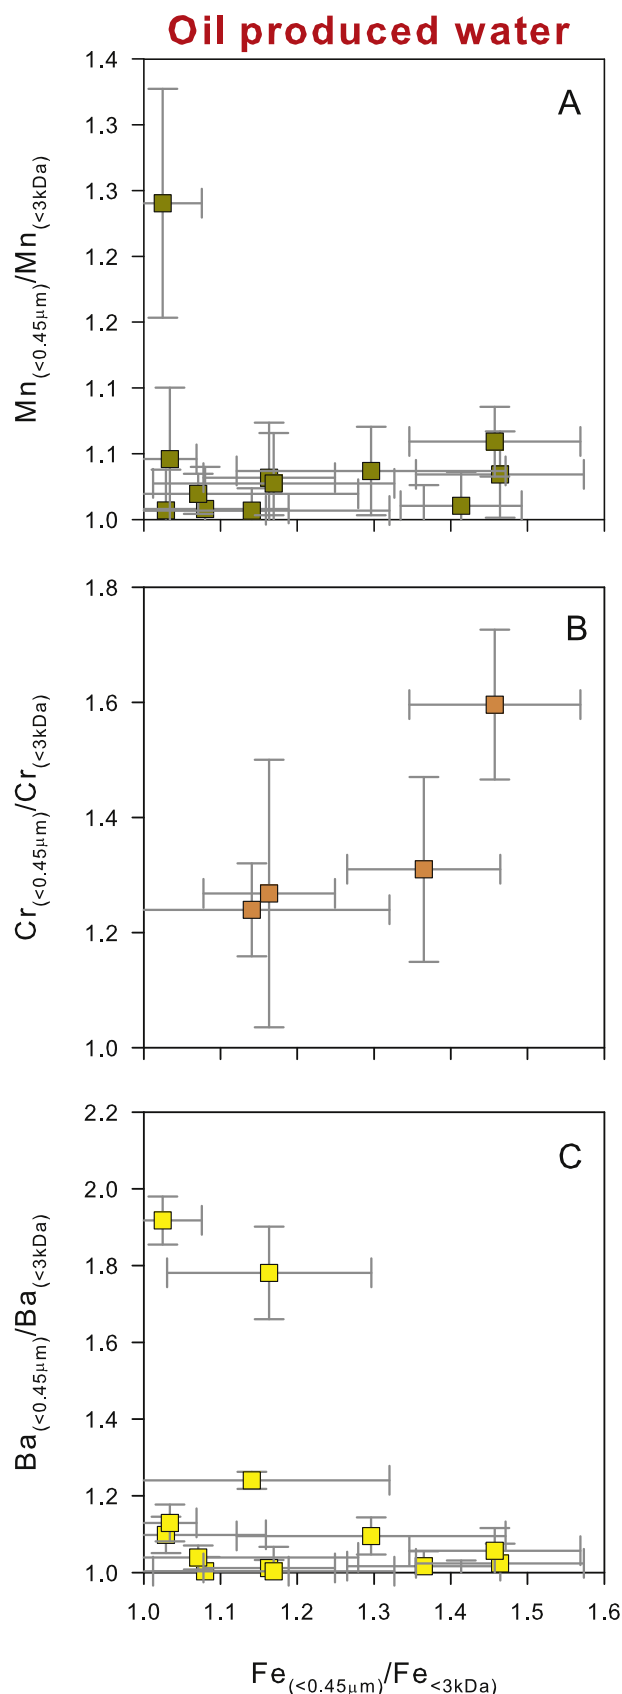 Oil produced water
A
1.4
1.3
1.3
1.2
1.2
1.1
1.1
1.0
Mn(<0.45μm)/Mn(<3kDa)
B
1.8
1.6
1.4
1.2
1.0
Cr(<0.45μm)/Cr(<3kDa)
C
2.2
2.0
1.8
1.6
1.4
1.2
1.0
Ba(<0.45μm)/Ba(<3kDa)
1.0 1.1 1.2 1.3 1.4 1.5 1.6
Fe(<0.45μm)/Fe<3kDa)